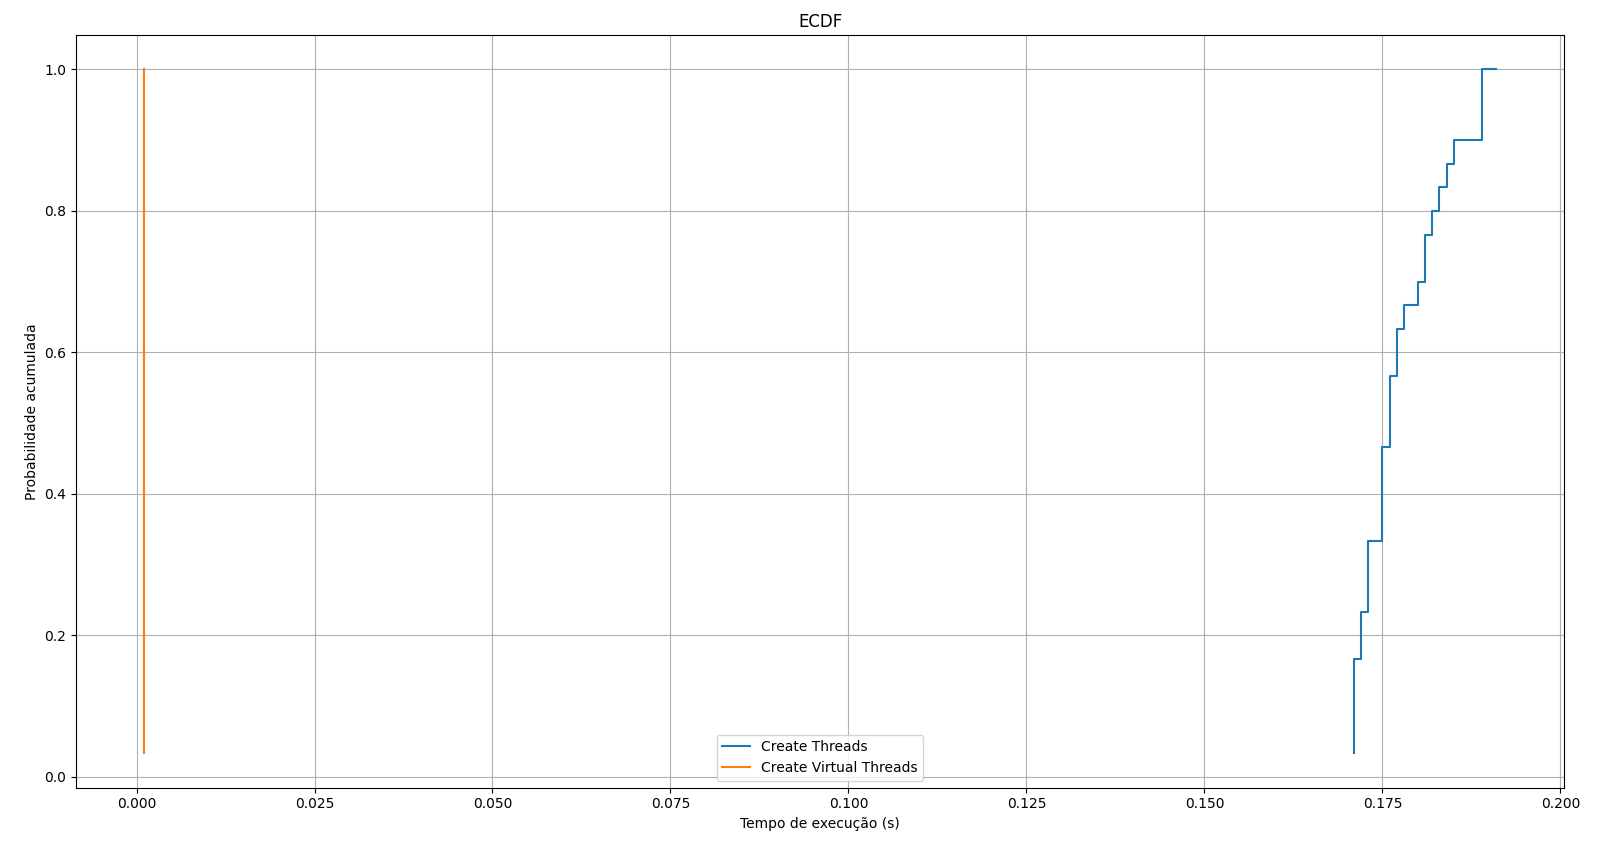 ECDF
1.0
0.8
0.6
0.4
0.2
0.0
Probabilidade acumulada
Create Threads
Create Virtual Threads
0.000 0.025 0.050 0.075 0.100 0.125 0.150 0.175 0.200
Tempo de execução (s)